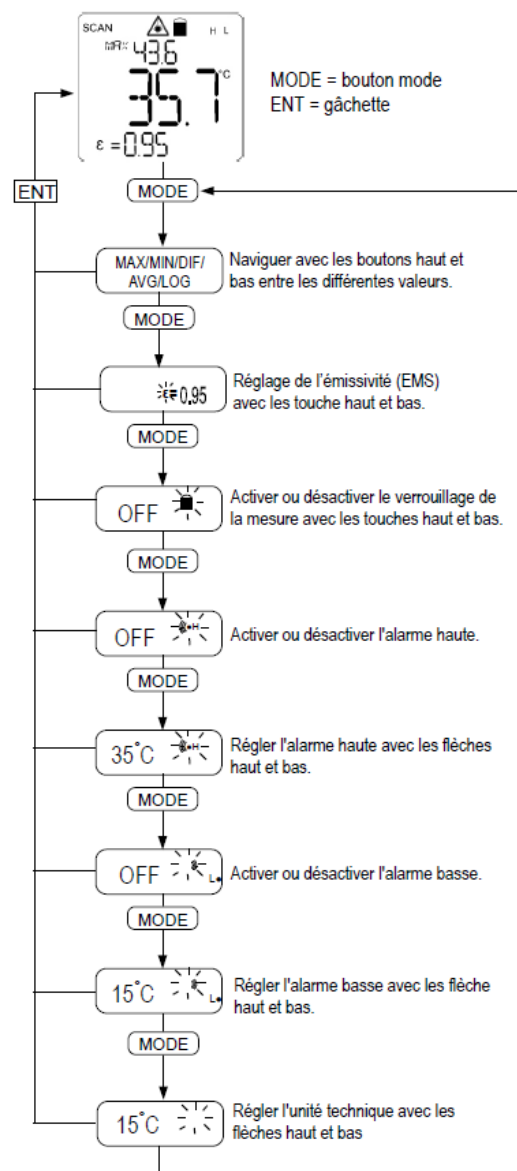 SCAN H L
MAX 43.6
35.7 °C
ε =0.95
MODE = bouton mode
ENT = gâchette
ENT
MODE
MAX/MIN/DIF/
AVG/LOG
Naviguer avec les boutons haut et
bas entre les différentes valeurs.
MODE
ε= 0.95
Réglage de l'émissivité (EMS)
avec les touche haut et bas.
MODE
OFF
Activer ou désactiver le verrouillage de
la mesure avec les touches haut et bas.
MODE
OFF H
Activer ou désactiver l'alarme haute.
MODE
35°C H
Régler l'alarme haute avec les flèches
haut et bas.
MODE
OFF L
Activer ou désactiver l'alarme basse.
MODE
15°C L
Régler l'alarme basse avec les flèche
haut et bas.
MODE
15°C
Régler l'unité technique avec les
flèches haut et bas